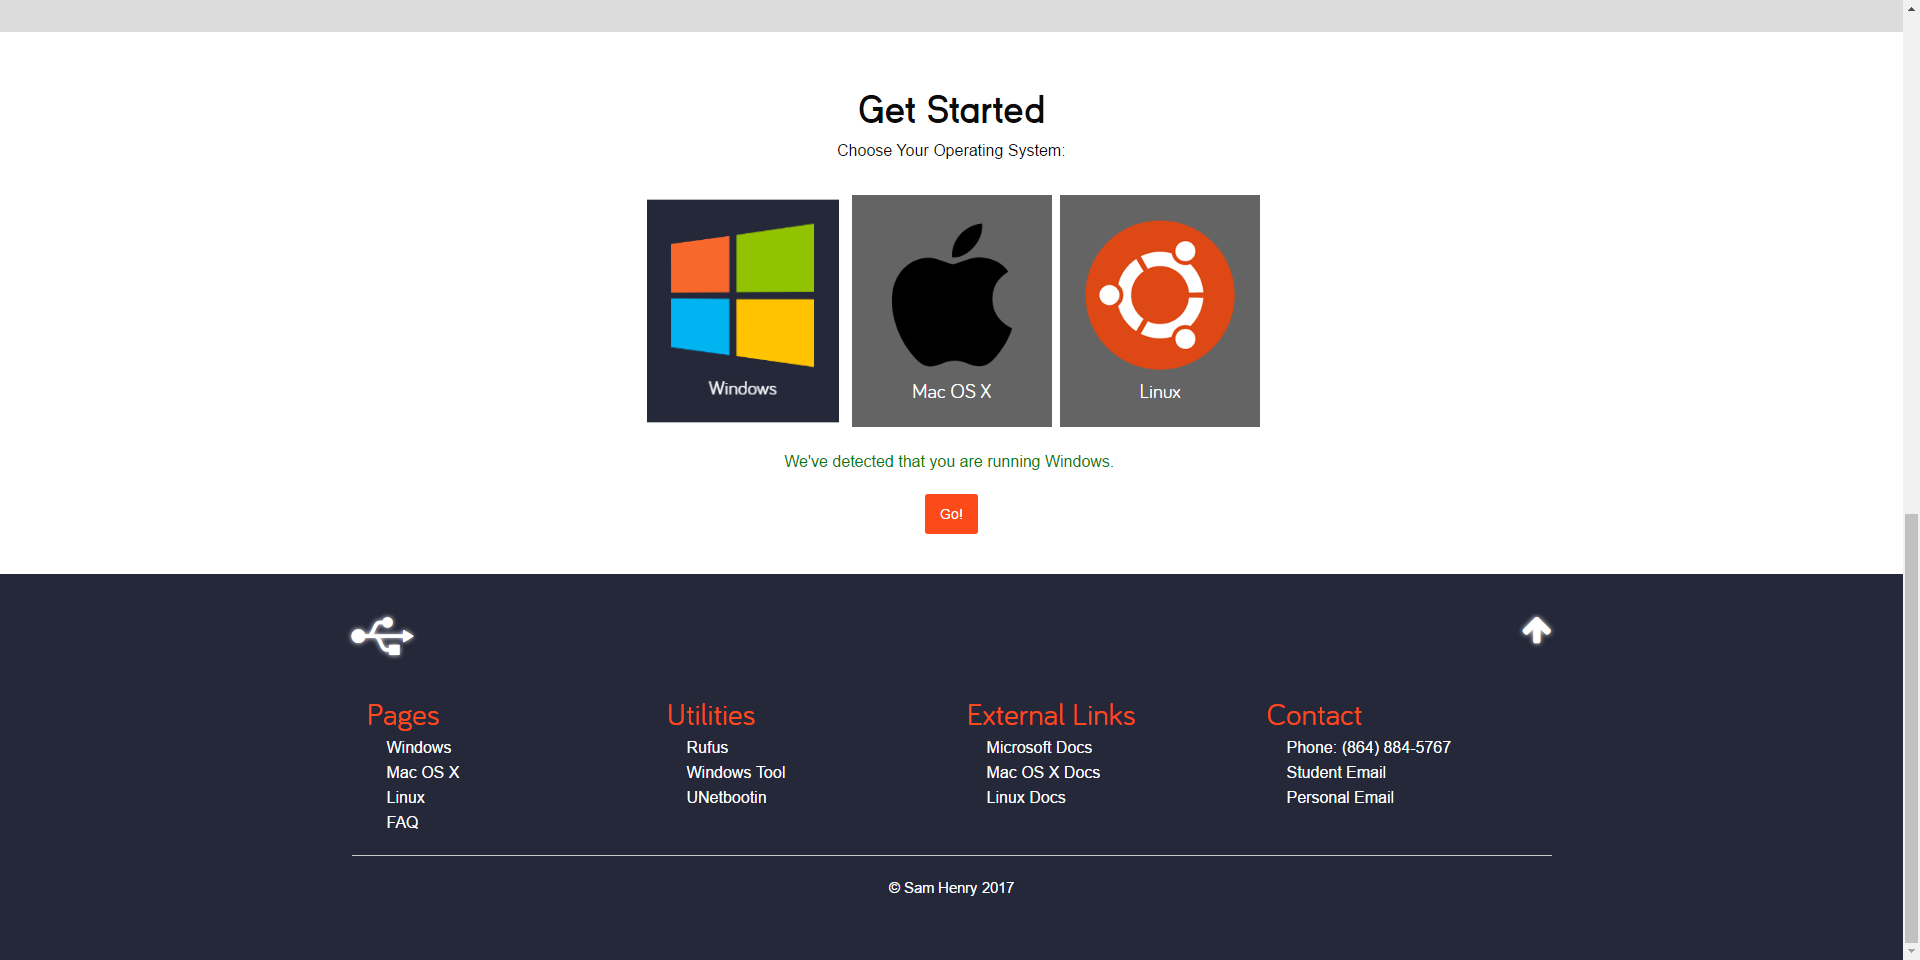 Get Started
Choose Your Operating System:
Windows
Mac OS X
Linux
We've detected that you are running Windows.
Go!
Pages
Windows
Mac OS X
Linux
FAQ
Utilities
Rufus
Windows Tool
UNetbootin
External Links
Microsoft Docs
Mac OS X Docs
Linux Docs
Contact
Phone: (864) 884-5767
Student Email
Personal Email
© Sam Henry 2017